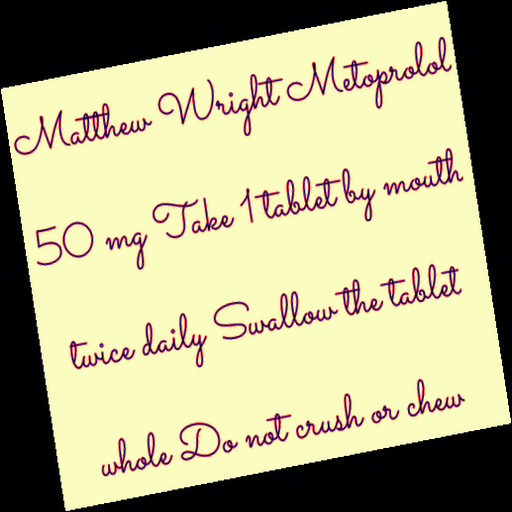 Matthew Wright Metoprolol
50 mg Take 1 tablet by mouth
twice daily Swallow the tablet
whole Do not crush or chew